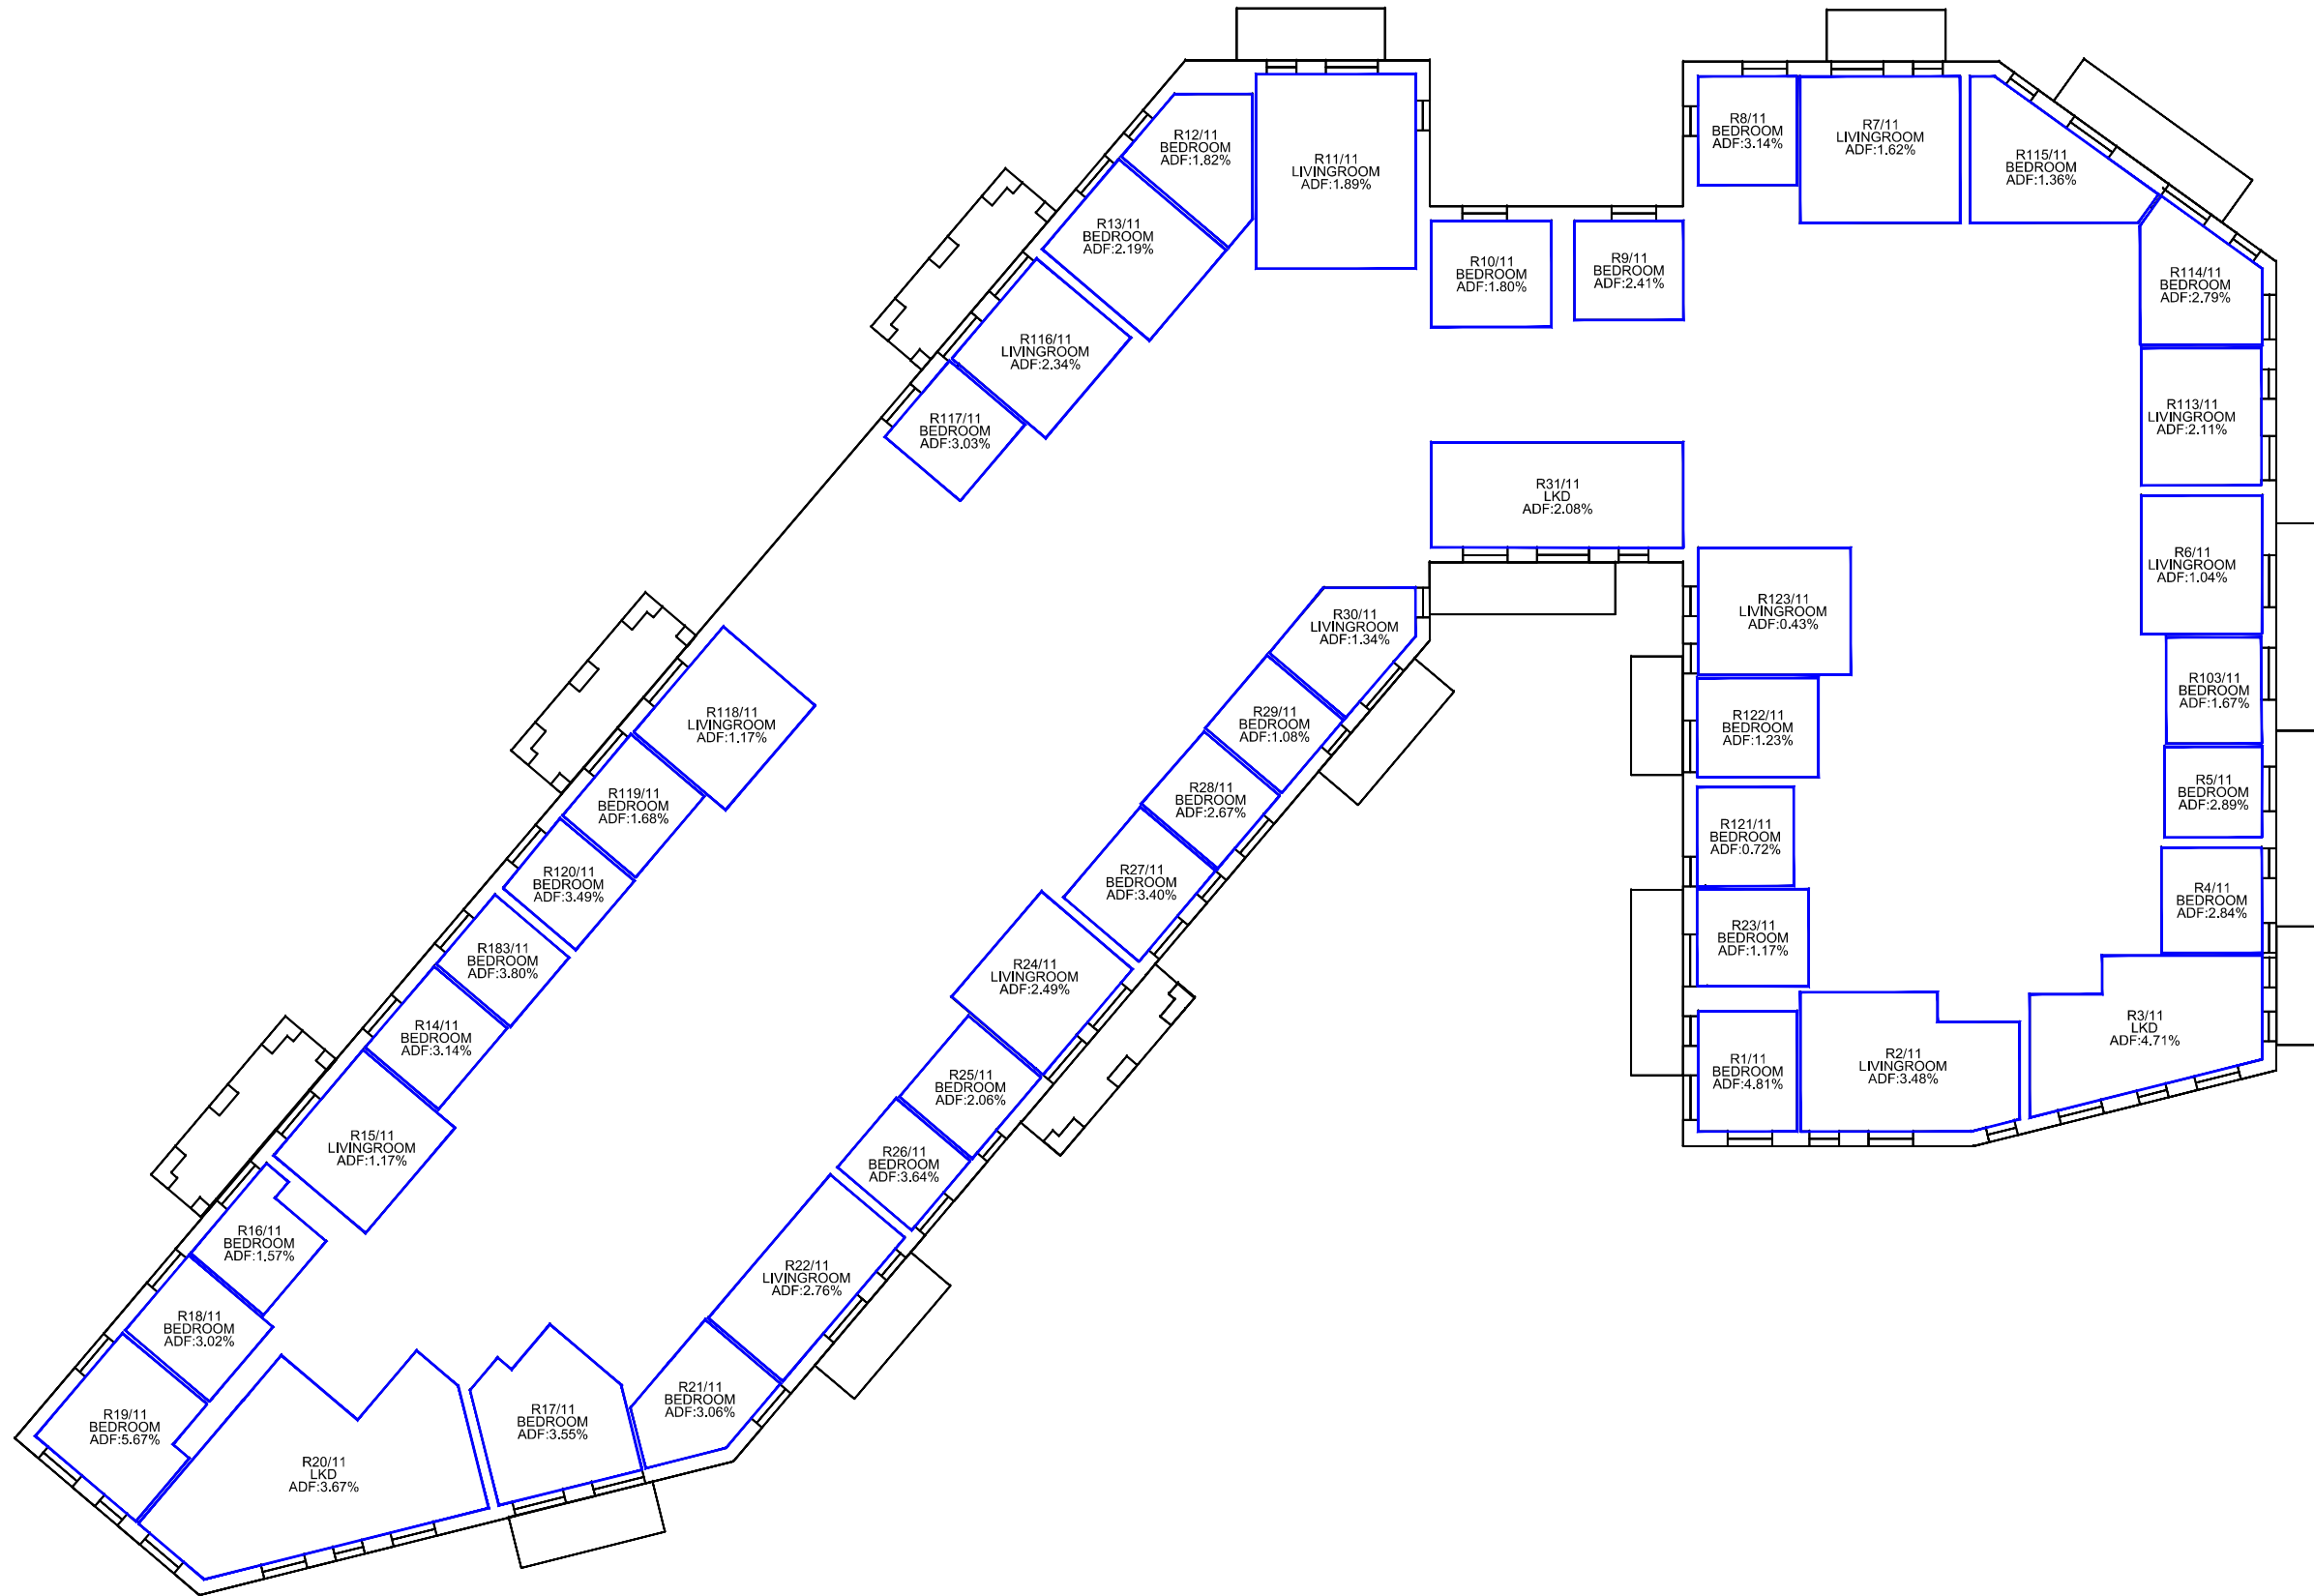 R12/11
BEDROOM
ADF:1.82%
R11/11
LIVINGROOM
ADF:1.89%
R8/11
BEDROOM
ADF:3.14%
R7/11
LIVINGROOM
ADF:1.62%
R115/11
BEDROOM
ADF:1.36%
R13/11
BEDROOM
ADF:2.19%
R10/11
BEDROOM
ADF:1.80%
R9/11
BEDROOM
ADF:2.41%
R114/11
BEDROOM
ADF:2.79%
R116/11
LIVINGROOM
ADF:2.34%
R117/11
BEDROOM
ADF:3.03%
R113/11
LIVINGROOM
ADF:2.11%
R31/11
LKD
ADF:2.08%
R6/11
LIVINGROOM
ADF:1.04%
R123/11
LIVINGROOM
ADF:0.43%
R30/11
LIVINGROOM
ADF:1.34%
R103/11
BEDROOM
ADF:1.67%
R118/11
LIVINGROOM
ADF:1.17%
R29/11
BEDROOM
ADF:1.08%
R122/11
BEDROOM
ADF:1.23%
R5/11
BEDROOM
ADF:2.89%
R119/11
BEDROOM
ADF:1.68%
R28/11
BEDROOM
ADF:2.67%
R121/11
BEDROOM
ADF:0.72%
R120/11
BEDROOM
ADF:3.49%
R27/11
BEDROOM
ADF:3.40%
R4/11
BEDROOM
ADF:2.84%
R183/11
BEDROOM
ADF:3.80%
R24/11
LIVINGROOM
ADF:2.49%
R23/11
BEDROOM
ADF:1.17%
R14/11
BEDROOM
ADF:3.14%
R3/11
LKD
ADF:4.71%
R25/11
BEDROOM
ADF:2.06%
R1/11
BEDROOM
ADF:4.81%
R2/11
LIVINGROOM
ADF:3.48%
R15/11
LIVINGROOM
ADF:1.17%
R26/11
BEDROOM
ADF:3.64%
R16/11
BEDROOM
ADF:1.57%
R22/11
LIVINGROOM
ADF:2.76%
R18/11
BEDROOM
ADF:3.02%
R21/11
BEDROOM
ADF:3.06%
R19/11
BEDROOM
ADF:5.67%
R17/11
BEDROOM
ADF:3.55%
R20/11
LKD
ADF:3.67%